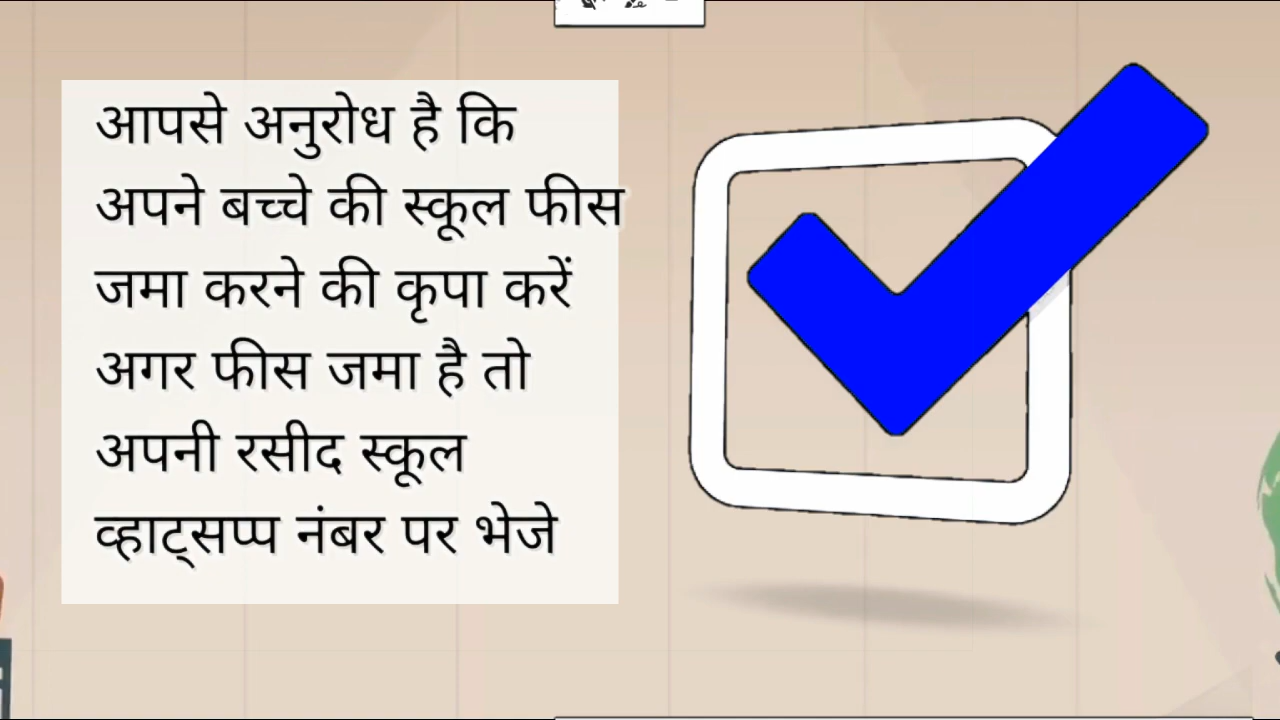 आपसे अनुरोध है कि
अपने बच्चे की स्कूल फीस
जमा करने की कृपा करें
अगर फीस जमा है तो
अपनी रसीद स्कूल
व्हाट्सप्प नंबर पर भेजे